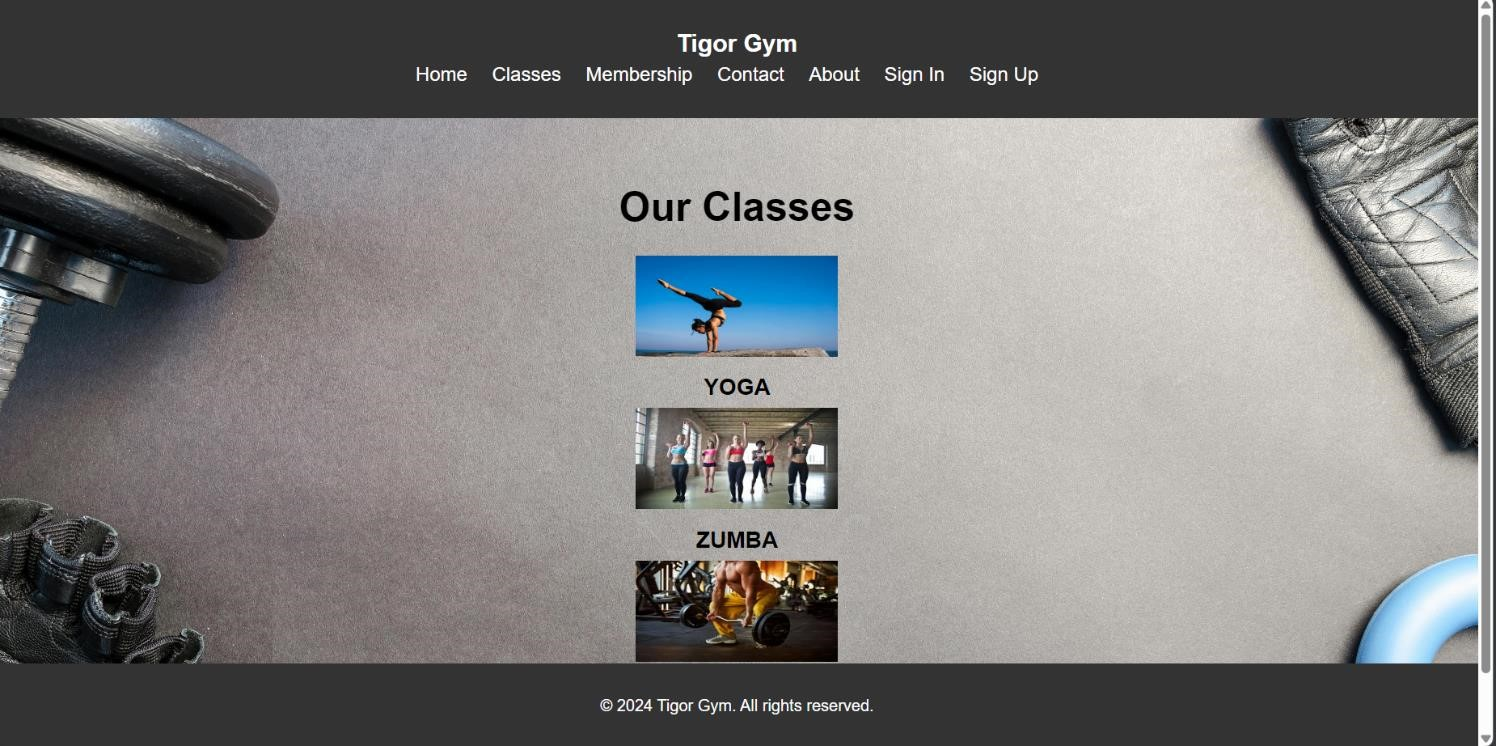 Tigor Gym
Home Classes Membership Contact About Sign In Sign Up
Our Classes
YOGA
ZUMBA
© 2024 Tigor Gym. All rights reserved.